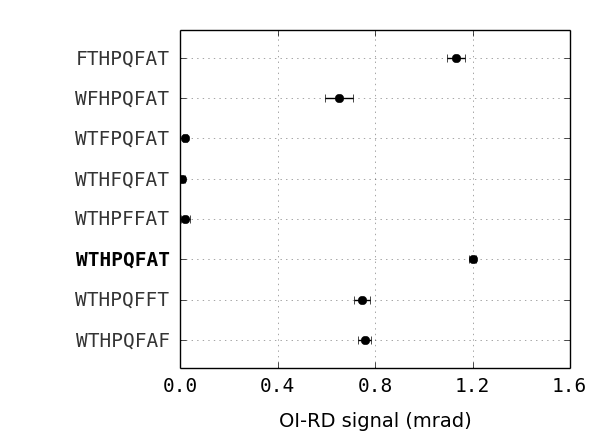 FTHPQFAT
WFHPQFAT
WTFPQFAT
WTHFQFAT
WTHPFFAT
WTHPQFAT
WTHPQFFT
WTHPQFAF
0.0 0.4 0.8 1.2 1.6
OI-RD signal (mrad)